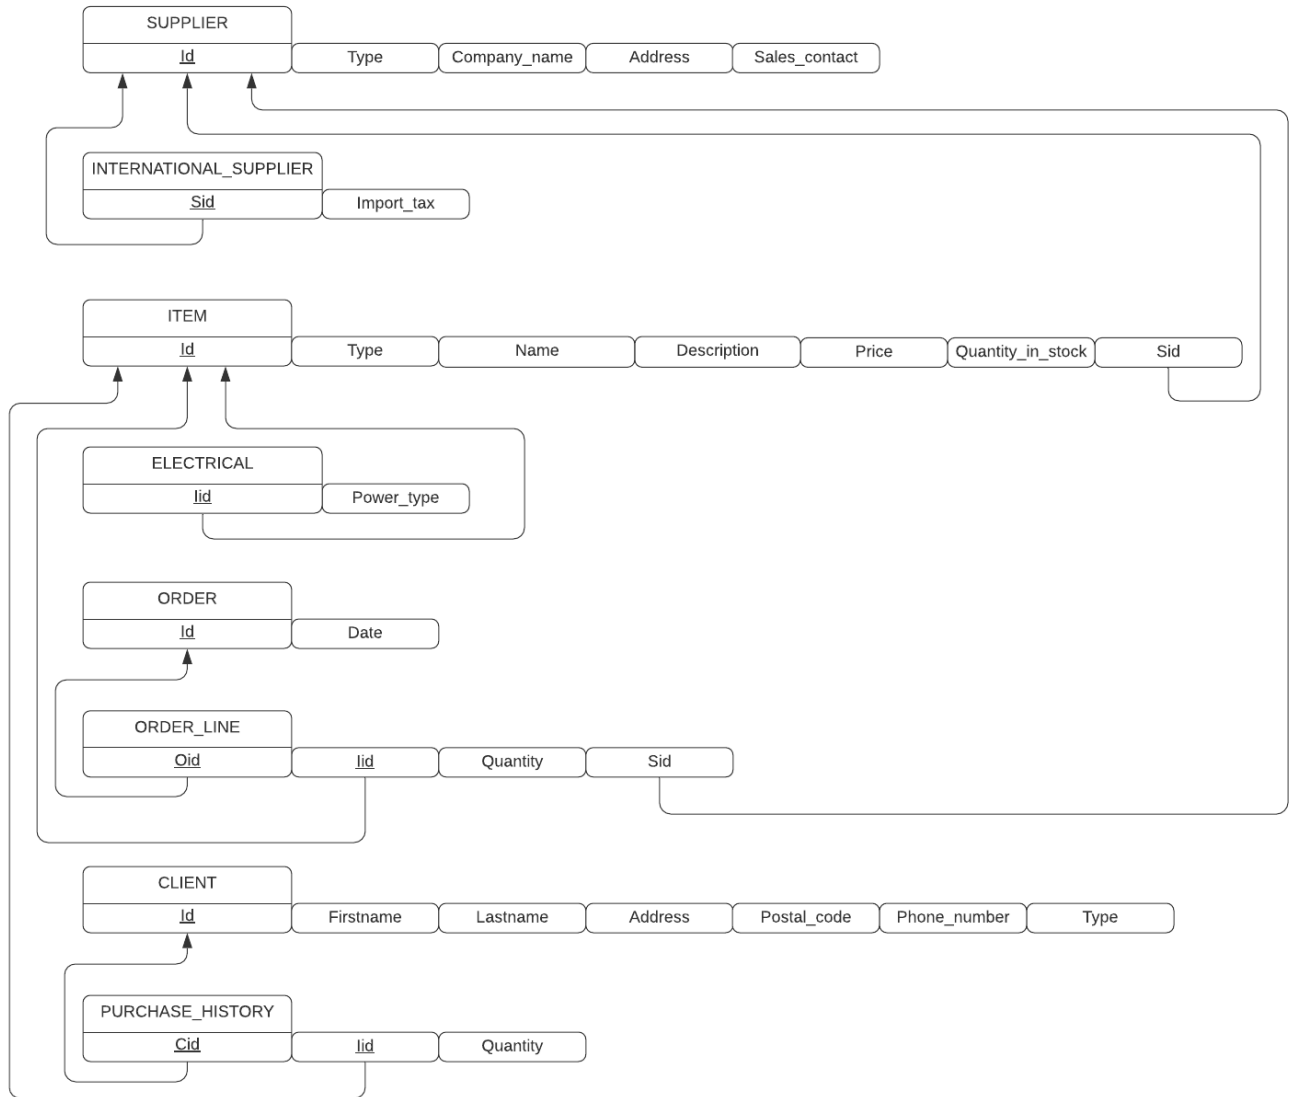 SUPPLIER
Id Type Company_name Address Sales_contact
INTERNATIONAL_SUPPLIER
Sid Import_tax
ITEM
Id Type Name Description Price Quantity_in_stock Sid
ELECTRICAL
Iid Power_type
ORDER
Id Date
ORDER_LINE
Oid Iid Quantity Sid
CLIENT
Id Firstname Lastname Address Postal_code Phone_number Type
PURCHASE_HISTORY
Cid Iid Quantity